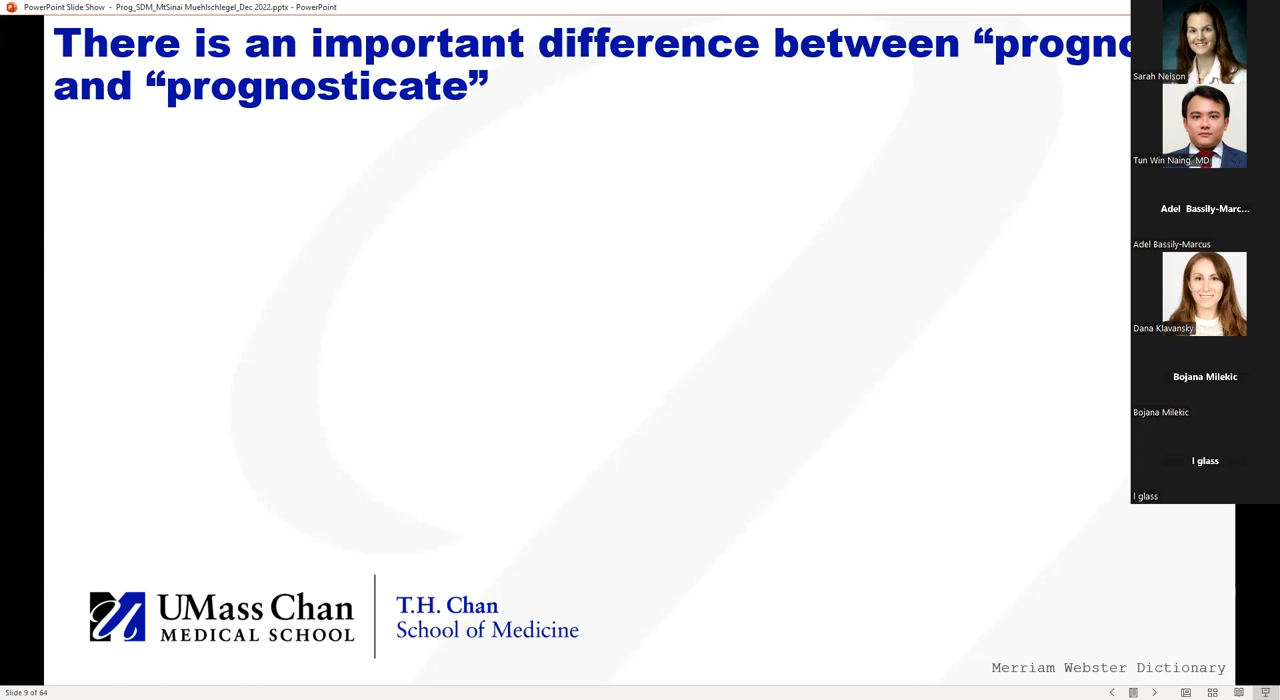 PowerPoint Slide Show - Prog_SDM_MtSinai Muehlschlegel_Dec 2022.pptx - PowerPoint
There is an important difference between “progno
and “prognosticate”
Sarah Nelson
Tun Win Naing, MD
Adel Bassily-Marc...
Adel Bassily-Marcus
Dana Klavansky
Bojana Milekic
Bojana Milekic
l glass
l glass
UMass Chan
MEDICAL SCHOOL
T.H. Chan
School of Medicine
Merriam Webster Dictionary
Slide 9 of 64